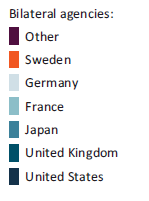 Bilateral agencies:
Other
Sweden
Germany
France
Japan
United Kingdom
United States